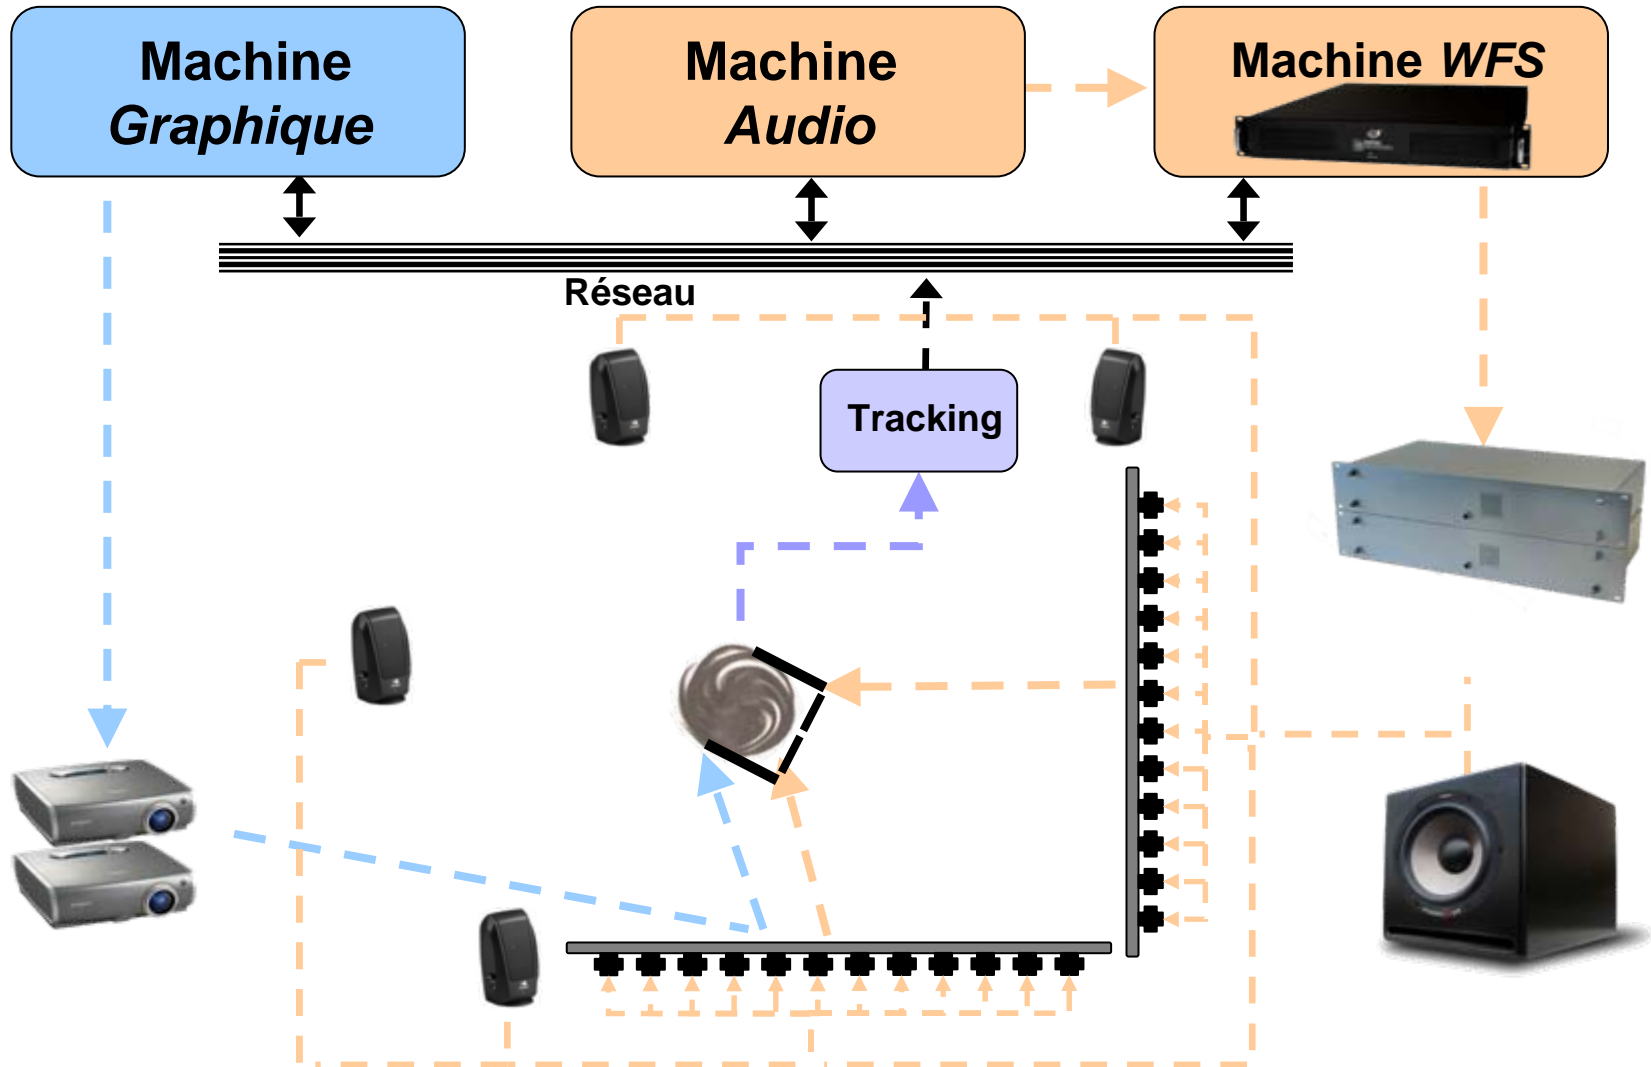 Machine
Graphique
Machine
Audio
Machine WFS
Réseau
Tracking